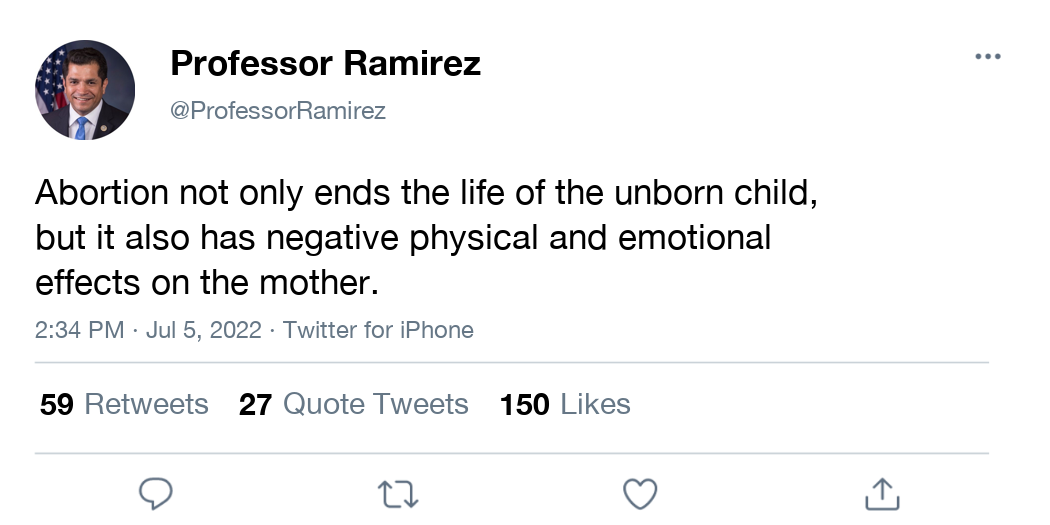 Professor Ramirez
@ProfessorRamirez
Abortion not only ends the life of the unborn child,
but it also has negative physical and emotional
effects on the mother.
2:34 PM · Jul 5, 2022 · Twitter for iPhone
59 Retweets 27 Quote Tweets 150 Likes